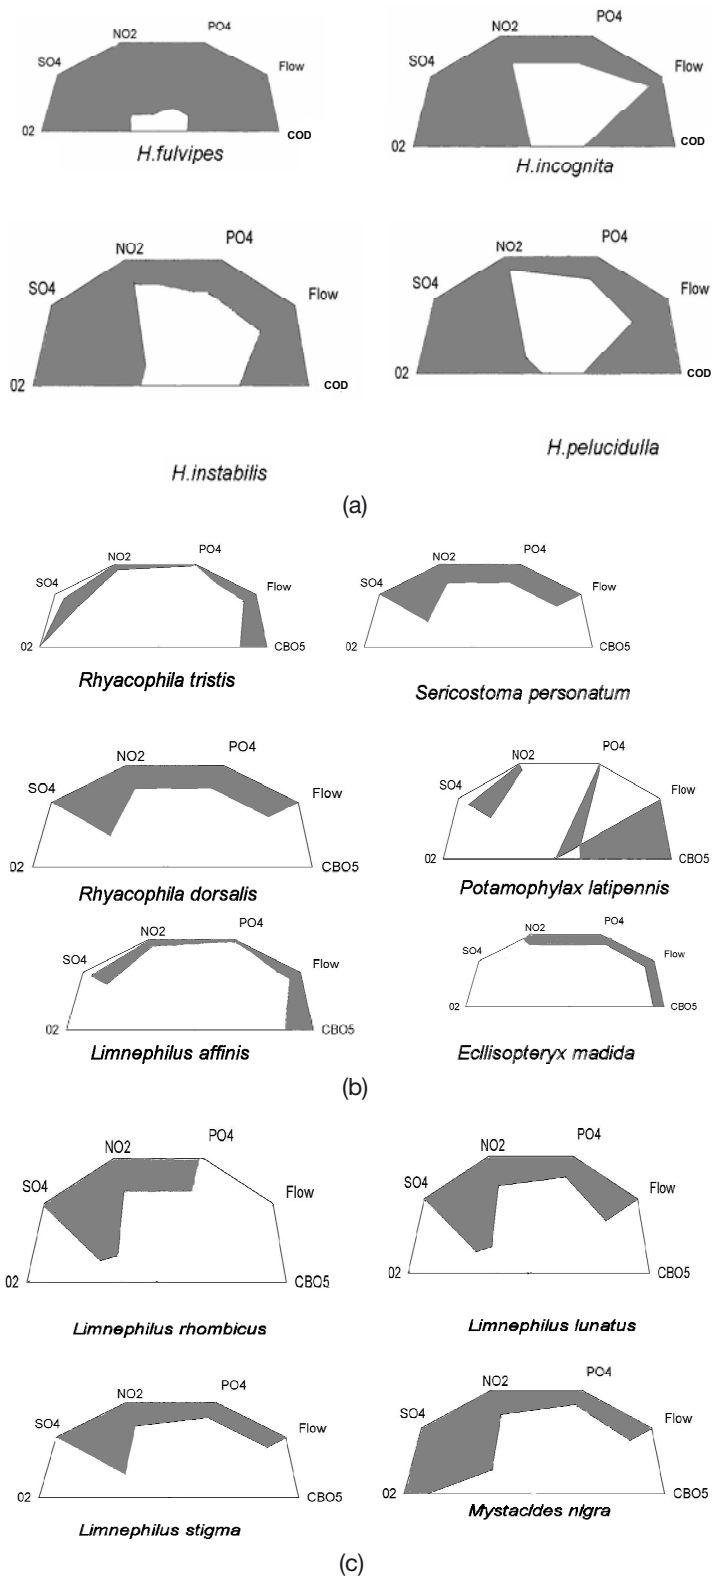 NO2 PO4
SO4 Flow
02 COD
H.fulvipes
NO2 PO4
SO4 Flow
02 COD
H.incognita
NO2 PO4
SO4 Flow
02 COD
H.instabilis
NO2 PO4
SO4 Flow
02 COD
H.pelucidulla
(a)
NO2 PO4
SO4 Flow
02 CBO5
Rhyacophila tristis
NO2 PO4
SO4 Flow
02 CBO5
Sericostoma personatum
NO2 PO4
SO4 Flow
02 CBO5
Rhyacophila dorsalis
NO2 PO4
SO4 Flow
02 CBO5
Potamophylax latipennis
NO2 PO4
SO4 Flow
02 CBO5
Limnephilus affinis
NO2 PO4
SO4 Flow
02 CBO5
Ecllisopteryx madida
(b)
NO2 PO4
SO4 Flow
02 CBO5
Limnephilus rhombicus
NO2 PO4
SO4 Flow
02 CBO5
Limnephilus lunatus
NO2 PO4
SO4 Flow
02 CBO5
Limnephilus stigma
NO2 PO4
SO4 Flow
02 CBO5
Mystacides nigra
(c)